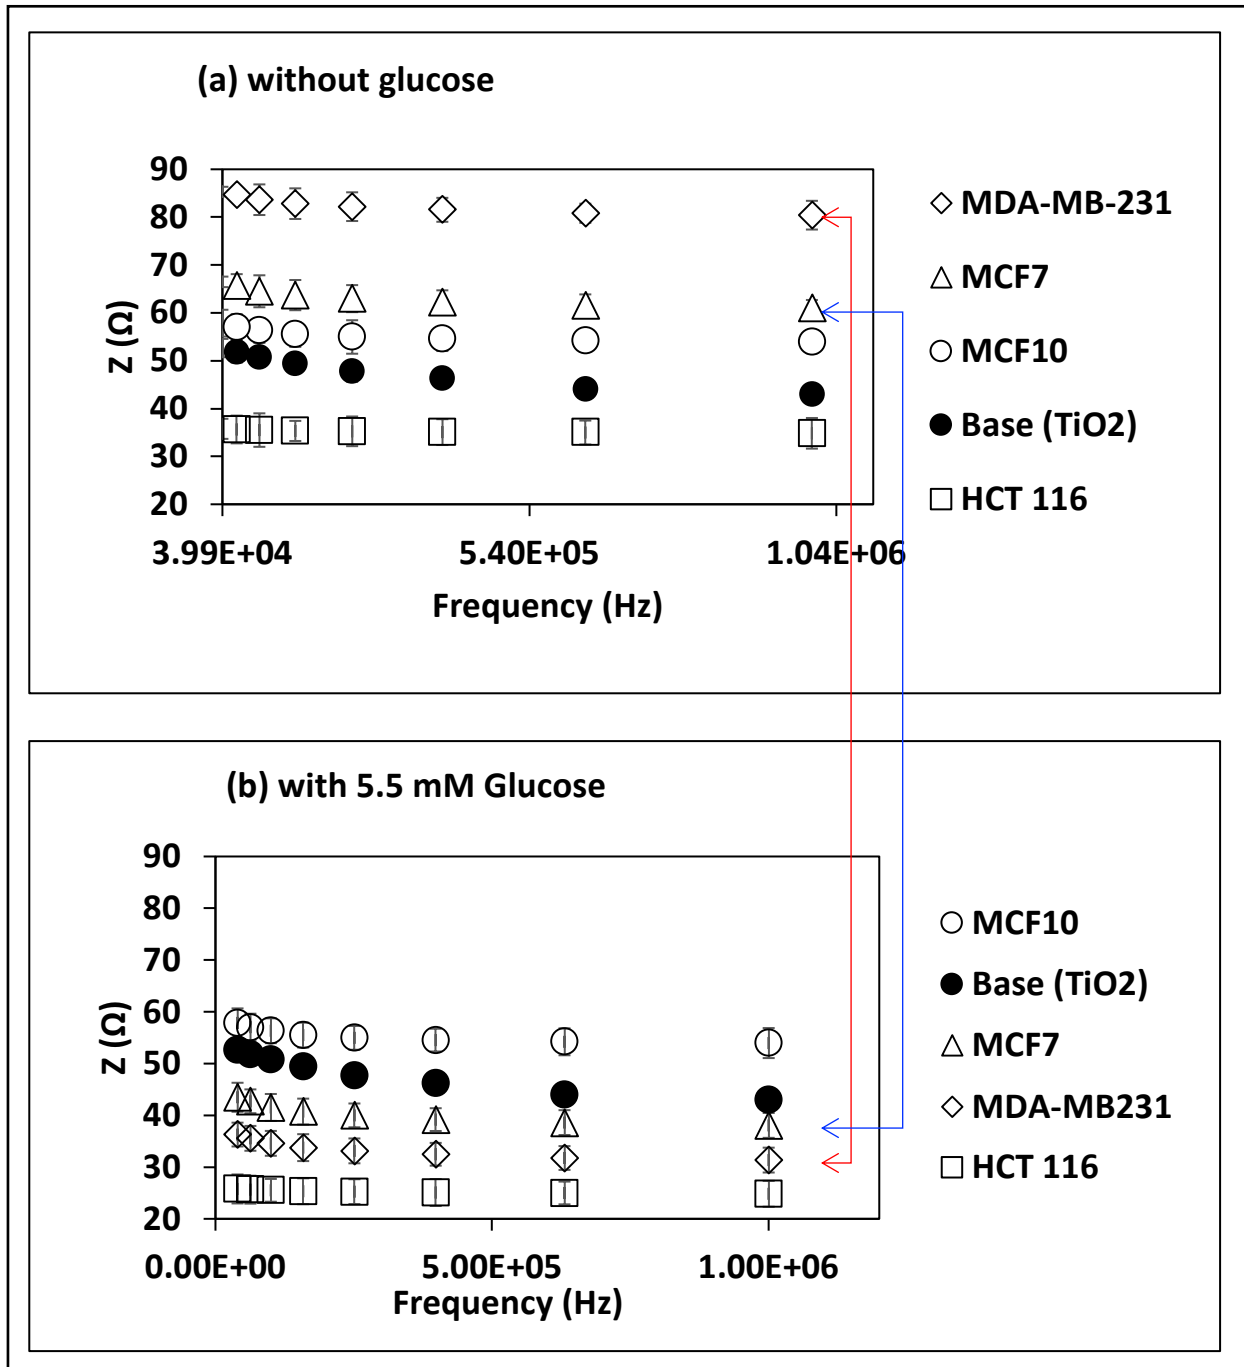 (a) without glucose
90
80
70
60
50
40
30
20
Z (Ω)
3.99E+04 5.40E+05 1.04E+06
Frequency (Hz)
MDA-MB-231
MCF7
MCF10
Base (TiO2)
HCT 116
(b) with 5.5 mM Glucose
90
80
70
60
50
40
30
20
Z (Ω)
0.00E+00 5.00E+05 1.00E+06
Frequency (Hz)
MCF10
Base (TiO2)
MCF7
MDA-MB231
HCT 116